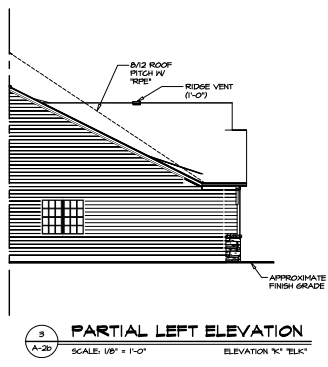 8/12 ROOF
PITCH W/
"RPE"
RIDGE VENT
(1'-0")
APPROXIMATE
FINISH GRADE
3
A-2b
PARTIAL LEFT ELEVATION
SCALE: 1/8" = 1'-0"
ELEVATION "K" "ELK"